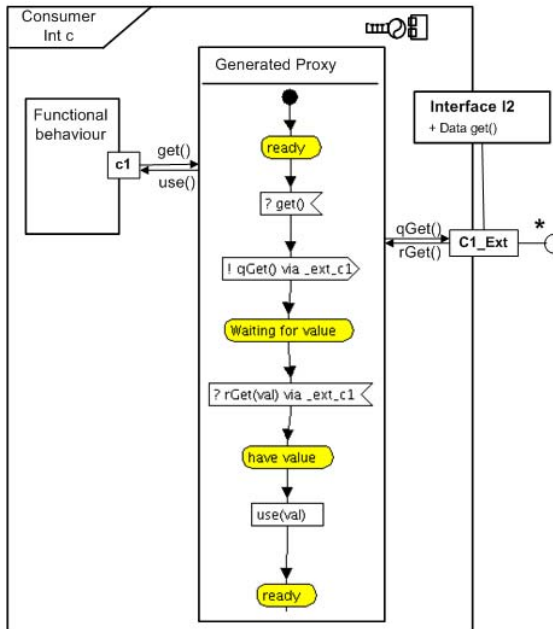 Consumer
Int c
Generated Proxy
Functional
behaviour
c1
get()
use()
ready
? get()
! qGet() via _ext_c1
Waiting for value
? rGet(val) via _ext_c1
have value
use(val)
ready
Interface I2
+ Data get()
qGet()
rGet()
C1_Ext
*